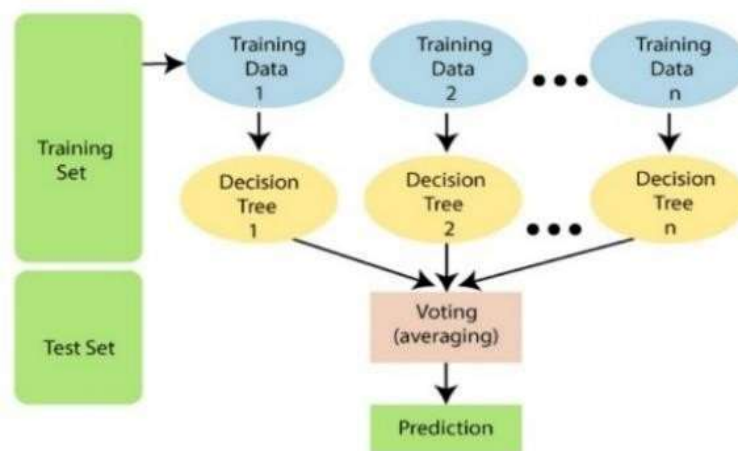 Training
Set
Training
Data
1
Training
Data
2
Training
Data
n
Decision
Tree
1
Decision
Tree
2
Decision
Tree
n
Test Set
Voting
(averaging)
Prediction